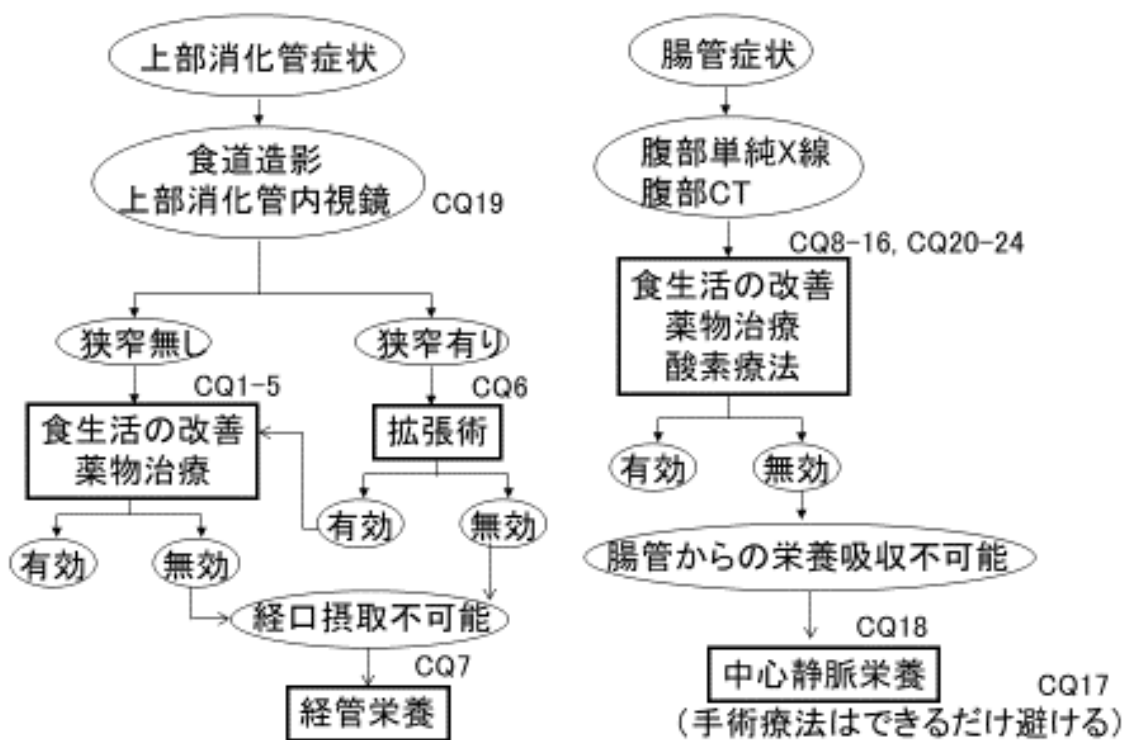 上部消化管症状
食道造影
上部消化管内視鏡
CQ19
狭窄無し
狭窄有り
CQ1-5
CQ6
食生活の改善
薬物治療
拡張術
有効
無効
有効
無効
経口摂取不可能
CQ7
経管栄養
腸管症状
腹部単純X線
腹部CT
CQ8-16, CQ20-24
食生活の改善
薬物治療
酸素療法
有効
無効
腸管からの栄養吸収不可能
CQ18
中心静脈栄養
CQ17
（手術療法はできるだけ避ける）